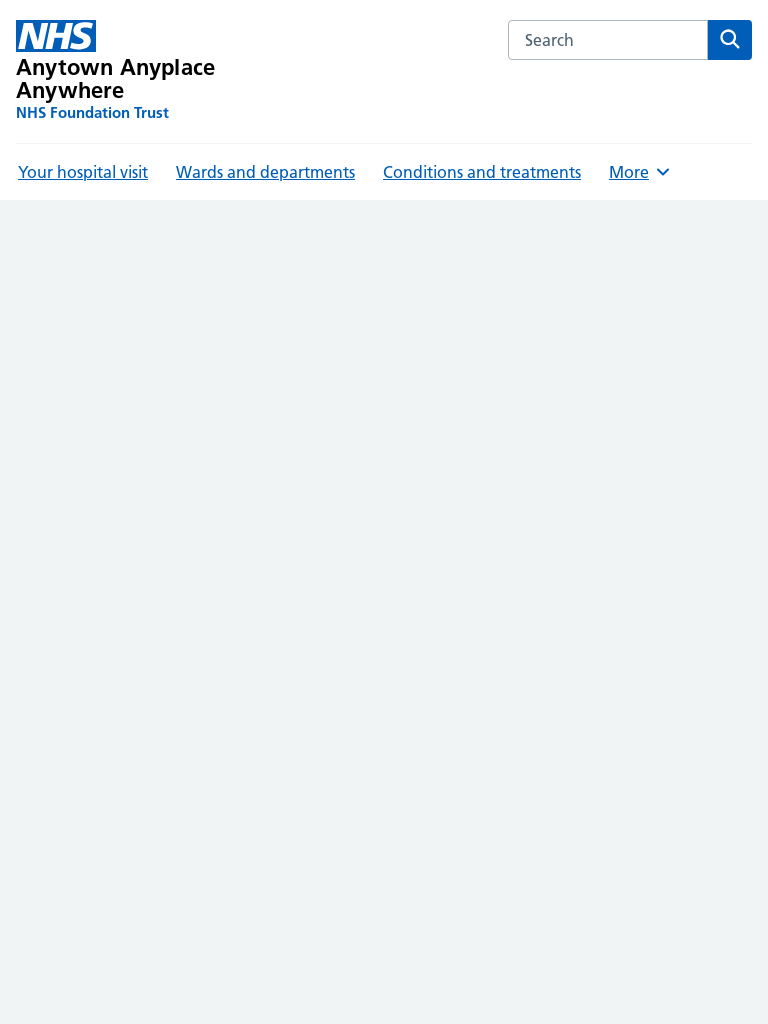 NHS
Anytown Anyplace
Anywhere
NHS Foundation Trust
Search
Your hospital visit
Wards and departments
Conditions and treatments
More